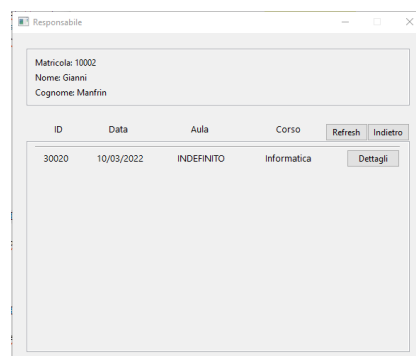 Responsabile
Matricola: 10002
Nome: Gianni
Cognome: Manfrin
ID Data Aula Corso Refresh Indietro
30020 10/03/2022 INDEFINITO Informatica Dettagli